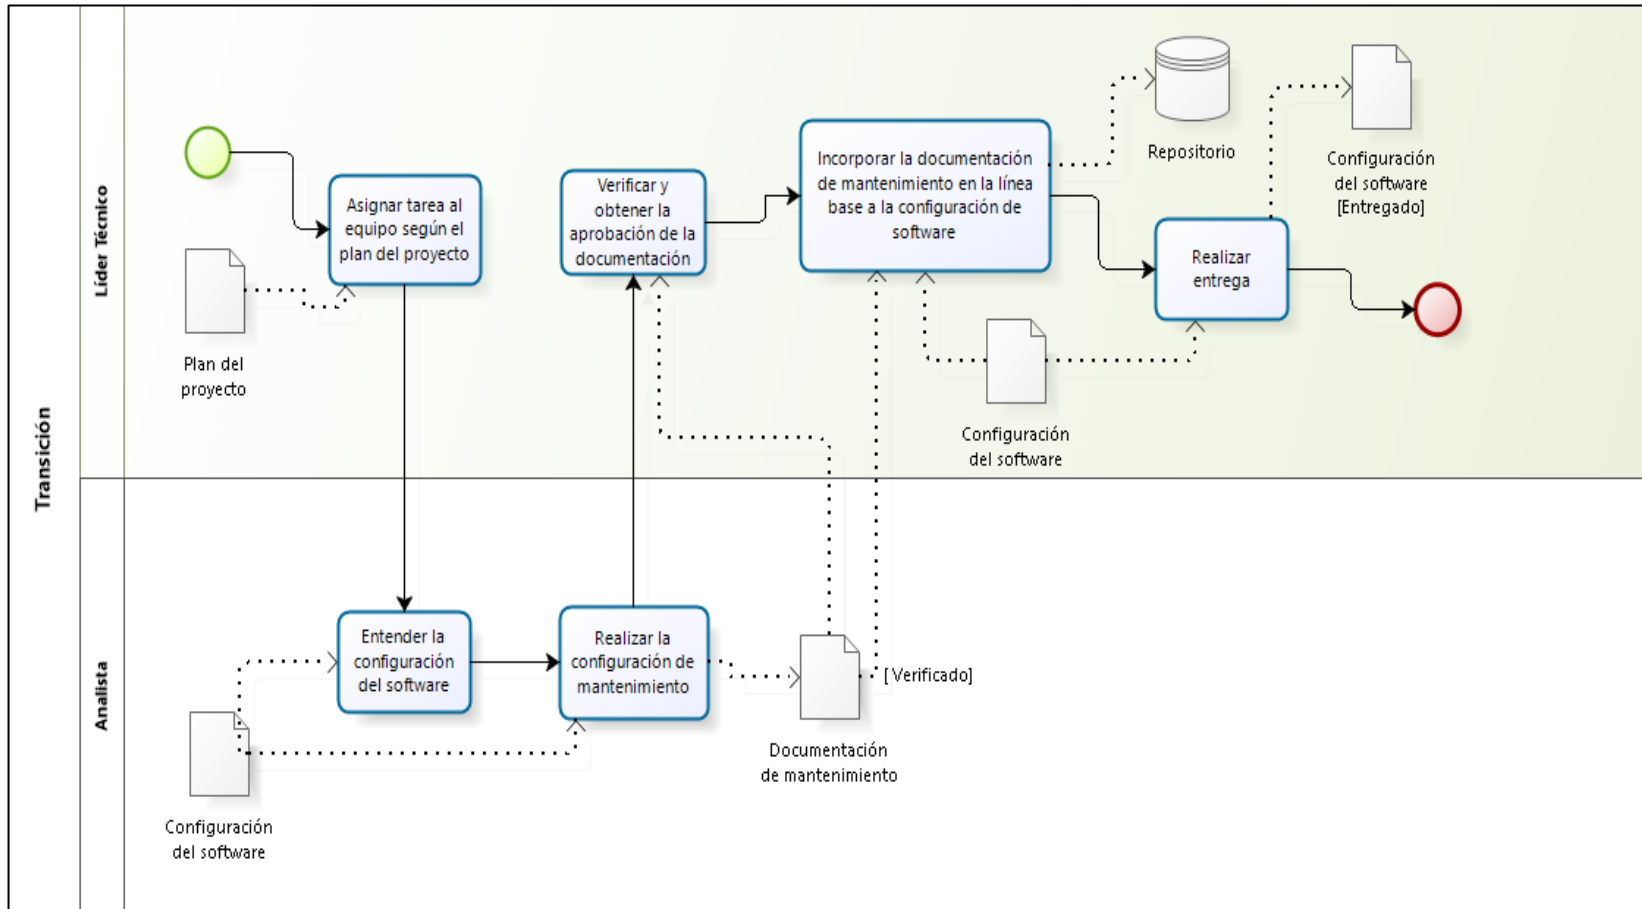 Transición
Líder Técnico
Asignar tarea al
equipo según el
plan del proyecto
Plan del
proyecto
Verificar y
obtener la
aprobación de la
documentación
Incorporar la documentación
de mantenimiento en la línea
base a la configuración de
software
Repositorio
Configuración
del software
[Entregado]
Realizar
entrega
Configuración
del software
Analista
Entender la
configuración
del software
Realizar la
configuración de
mantenimiento
[ Verificado]
Documentación
de mantenimiento
Configuración
del software